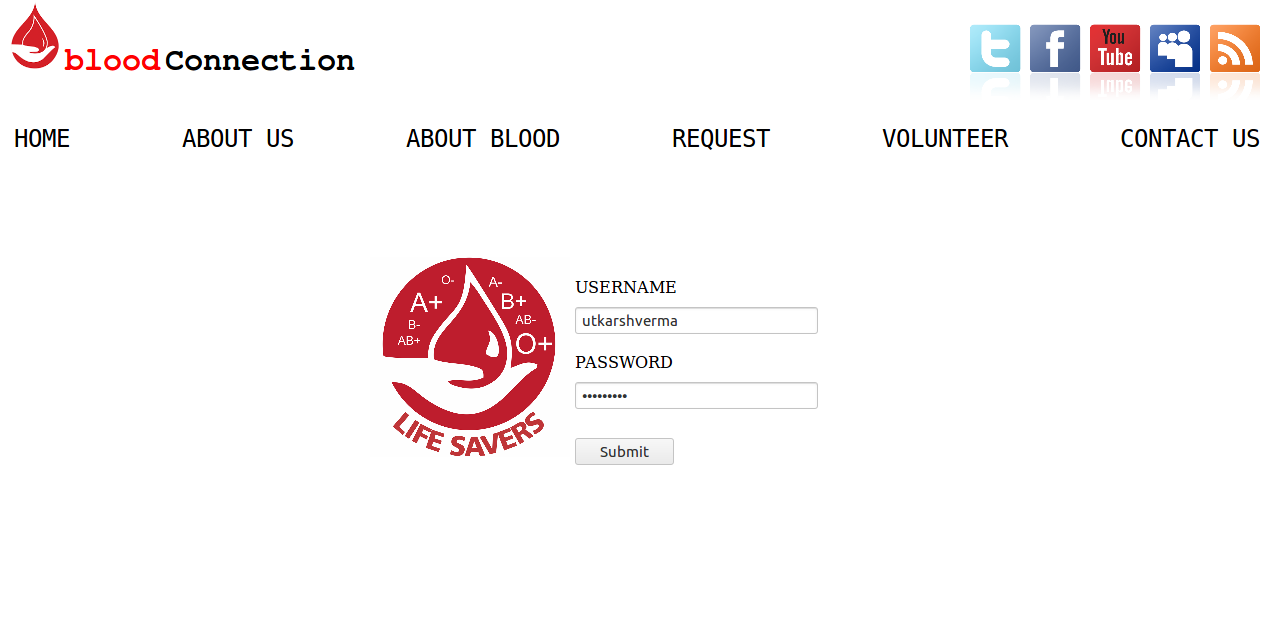 bloodConnection
You
Tube
HOME ABOUT US ABOUT BLOOD REQUEST VOLUNTEER CONTACT US
O- A-
A+ B+
B- AB-
AB+ O+
LIFE SAVERS
USERNAME
utkarshverma
PASSWORD
•••••••••
Submit